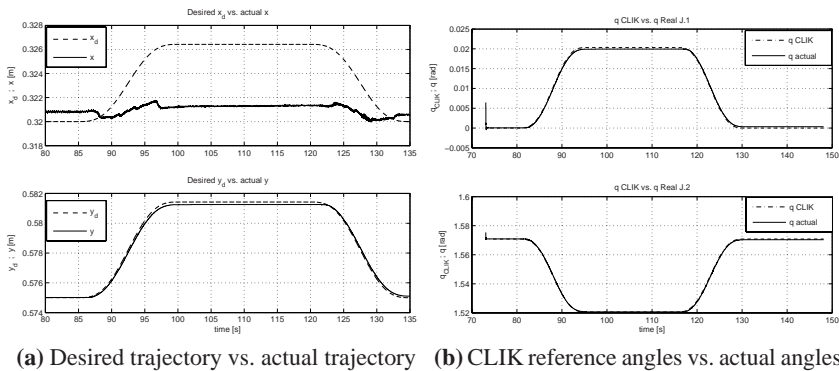 Desired x_d vs. actual x
0.328
0.326
0.324
0.322
0.32
0.318
x_d ; x [m]
x_d
x
80 85 90 95 100 105 110 115 120 125 130 135
Desired y_d vs. actual y
0.582
0.58
0.578
0.576
0.574
y_d ; y [m]
y_d
y
80 85 90 95 100 105 110 115 120 125 130 135
time [s]
q CLIK vs. q Real J.1
0.025
0.02
0.015
0.01
0.005
0
−0.005
q_CLIK ; q [rad]
q CLIK
q actual
70 80 90 100 110 120 130 140 150
q CLIK vs. q Real J.2
1.6
1.58
1.56
1.54
1.52
q_CLIK ; q [rad]
q CLIK
q actual
70 80 90 100 110 120 130 140 150
time [s]
(a) Desired trajectory vs. actual trajectory
(b) CLIK reference angles vs. actual angles